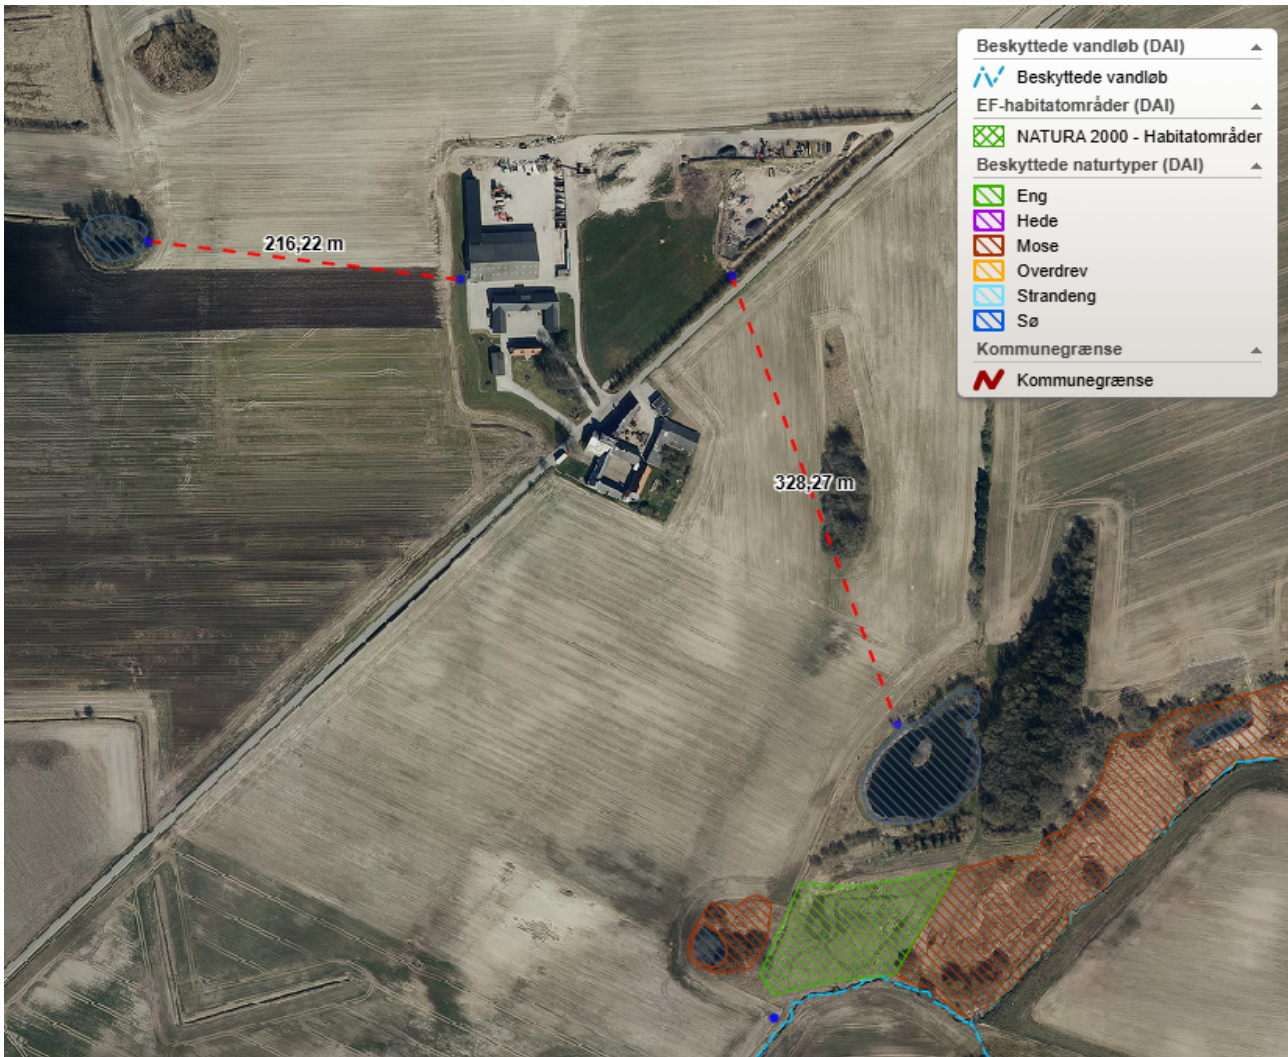 Beskyttede vandløb (DAI)
Beskyttede vandløb
EF-habitatområder (DAI)
NATURA 2000 - Habitatområder
Beskyttede naturtyper (DAI)
Eng
Hede
Mose
Overdrev
Strandeng
Sø
Kommunegrænse
Kommunegrænse
216,22 m
328,27 m